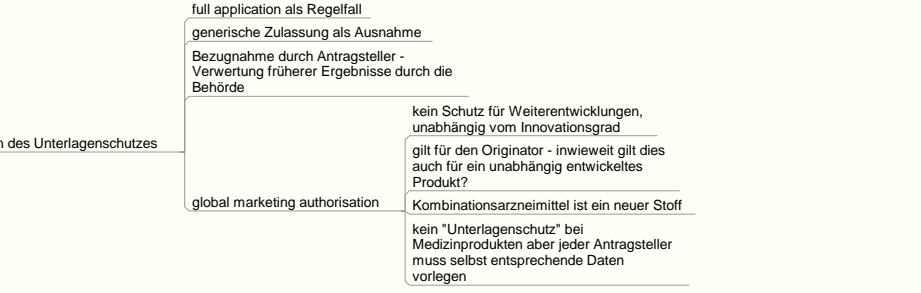 full application als Regelfall
generische Zulassung als Ausnahme
Bezugnahme durch Antragsteller -
Verwertung früherer Ergebnisse durch die
Behörde
kein Schutz für Weiterentwicklungen,
unabhängig vom Innovationsgrad
des Unterlagenschutzes
gilt für den Originator - inwieweit gilt dies
auch für ein unabhängig entwickeltes
Produkt?
global marketing authorisation
Kombinationsarzneimittel ist ein neuer Stoff
kein "Unterlagenschutz" bei
Medizinprodukten aber jeder Antragsteller
muss selbst entsprechende Daten
vorlegen